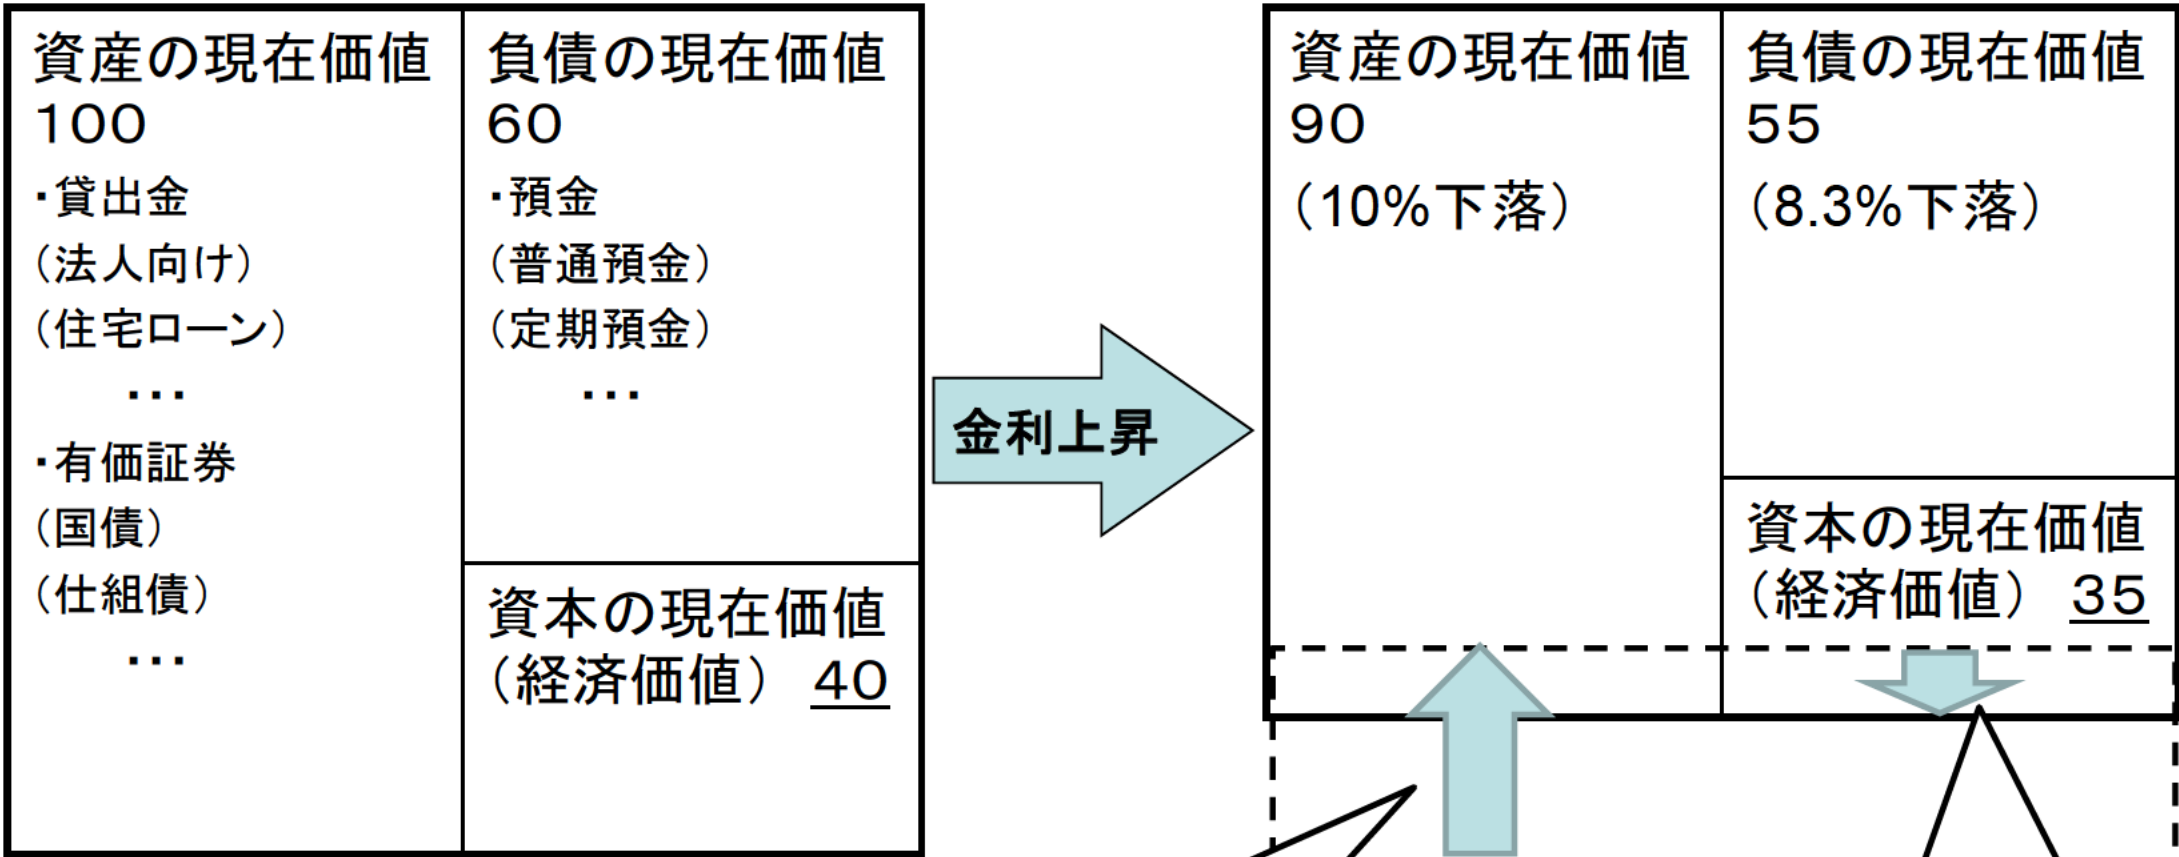 資産の現在価値
100
・貸出金
（法人向け）
（住宅ローン）
・・・
・有価証券
（国債）
（仕組債）
・・・
負債の現在価値
60
・預金
（普通預金）
（定期預金）
・・・
資本の現在価値
（経済価値） 40
金利上昇
資産の現在価値
90
（10%下落）
負債の現在価値
55
（8.3%下落）
資本の現在価値
（経済価値） 35